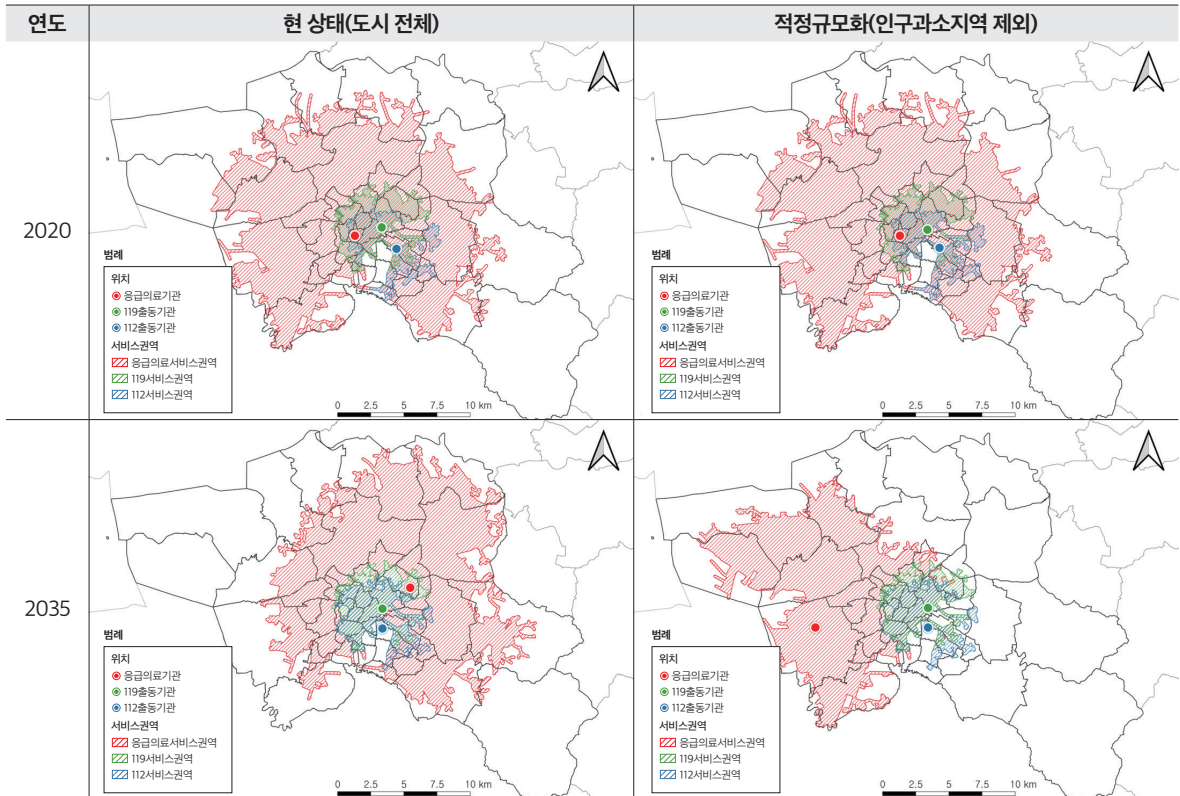 연도
현 상태(도시 전체)
적정규모화(인구과소지역 제외)
2020
범례
위치
응급의료기관
119출동기관
112출동기관
서비스권역
응급의료서비스권역
119서비스권역
112서비스권역
0 2.5 5 7.5 10 km
범례
위치
응급의료기관
119출동기관
112출동기관
서비스권역
응급의료서비스권역
119서비스권역
112서비스권역
0 2.5 5 7.5 10 km
2035
범례
위치
응급의료기관
119출동기관
112출동기관
서비스권역
응급의료서비스권역
119서비스권역
112서비스권역
0 2.5 5 7.5 10 km
범례
위치
응급의료기관
119출동기관
112출동기관
서비스권역
응급의료서비스권역
119서비스권역
112서비스권역
0 2.5 5 7.5 10 km